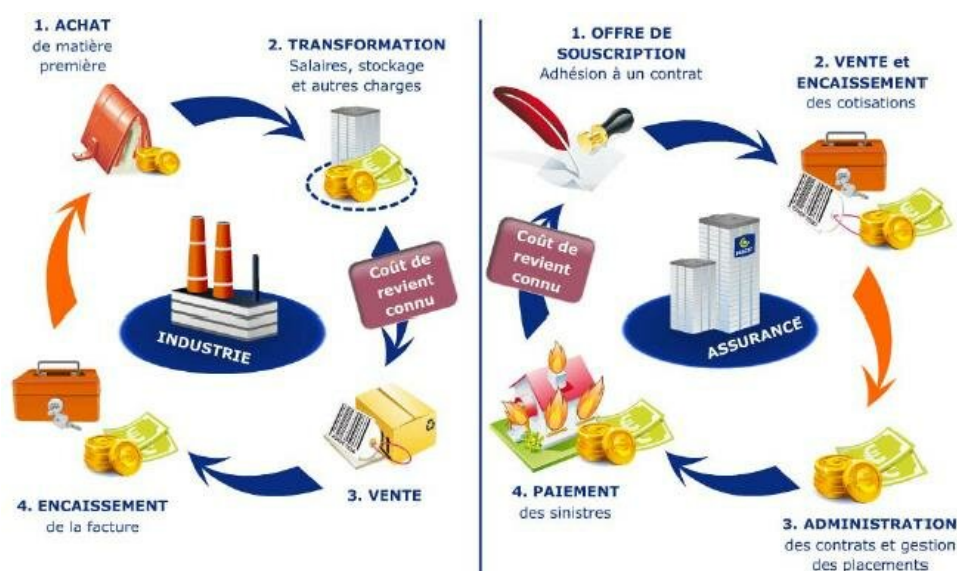 1. ACHAT
de matière
première
2. TRANSFORMATION
Salaires, stockage
et autres charges
Coût de
revient
connu
INDUSTRIE
3. VENTE
4. ENCAISSEMENT
de la facture
1. OFFRE DE
SOUSCRIPTION
Adhésion à un contrat
2. VENTE et
ENCAISSEMENT
des cotisations
Coût de
revient
connu
ASSURANCE
4. PAIEMENT
des sinistres
3. ADMINISTRATION
des contrats et gestion
des placements